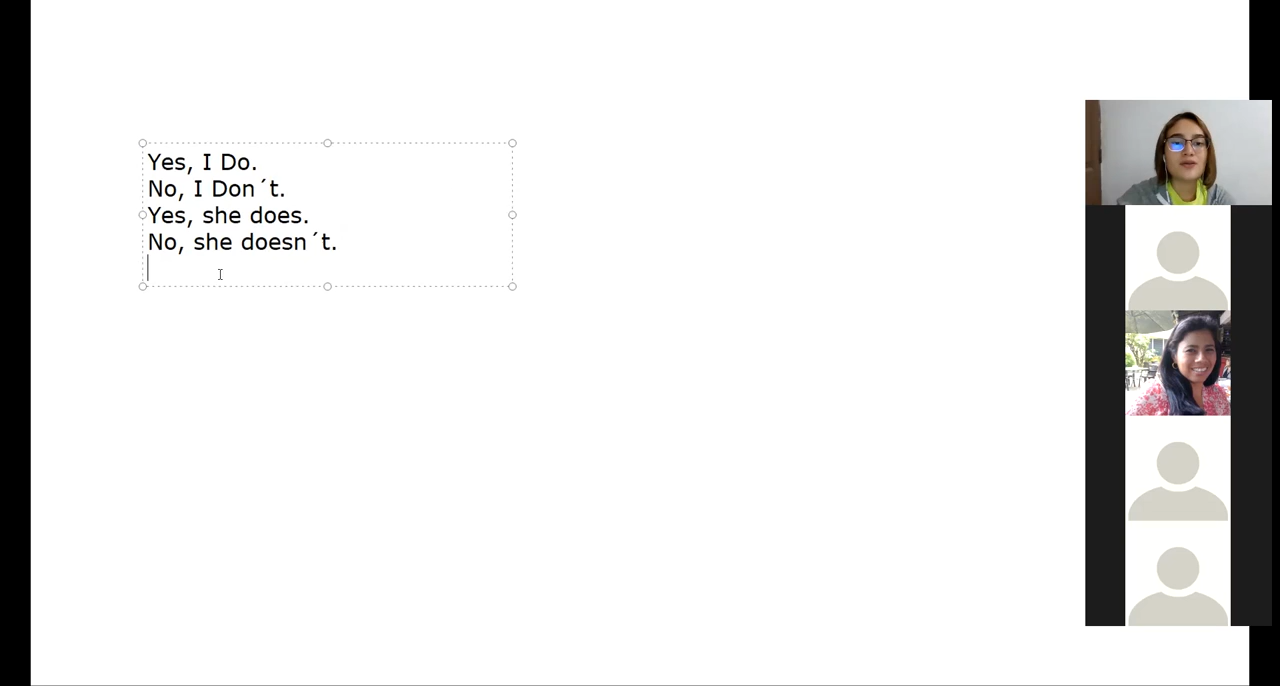 Yes, I Do.
No, I Don´t.
Yes, she does.
No, she doesn´t.